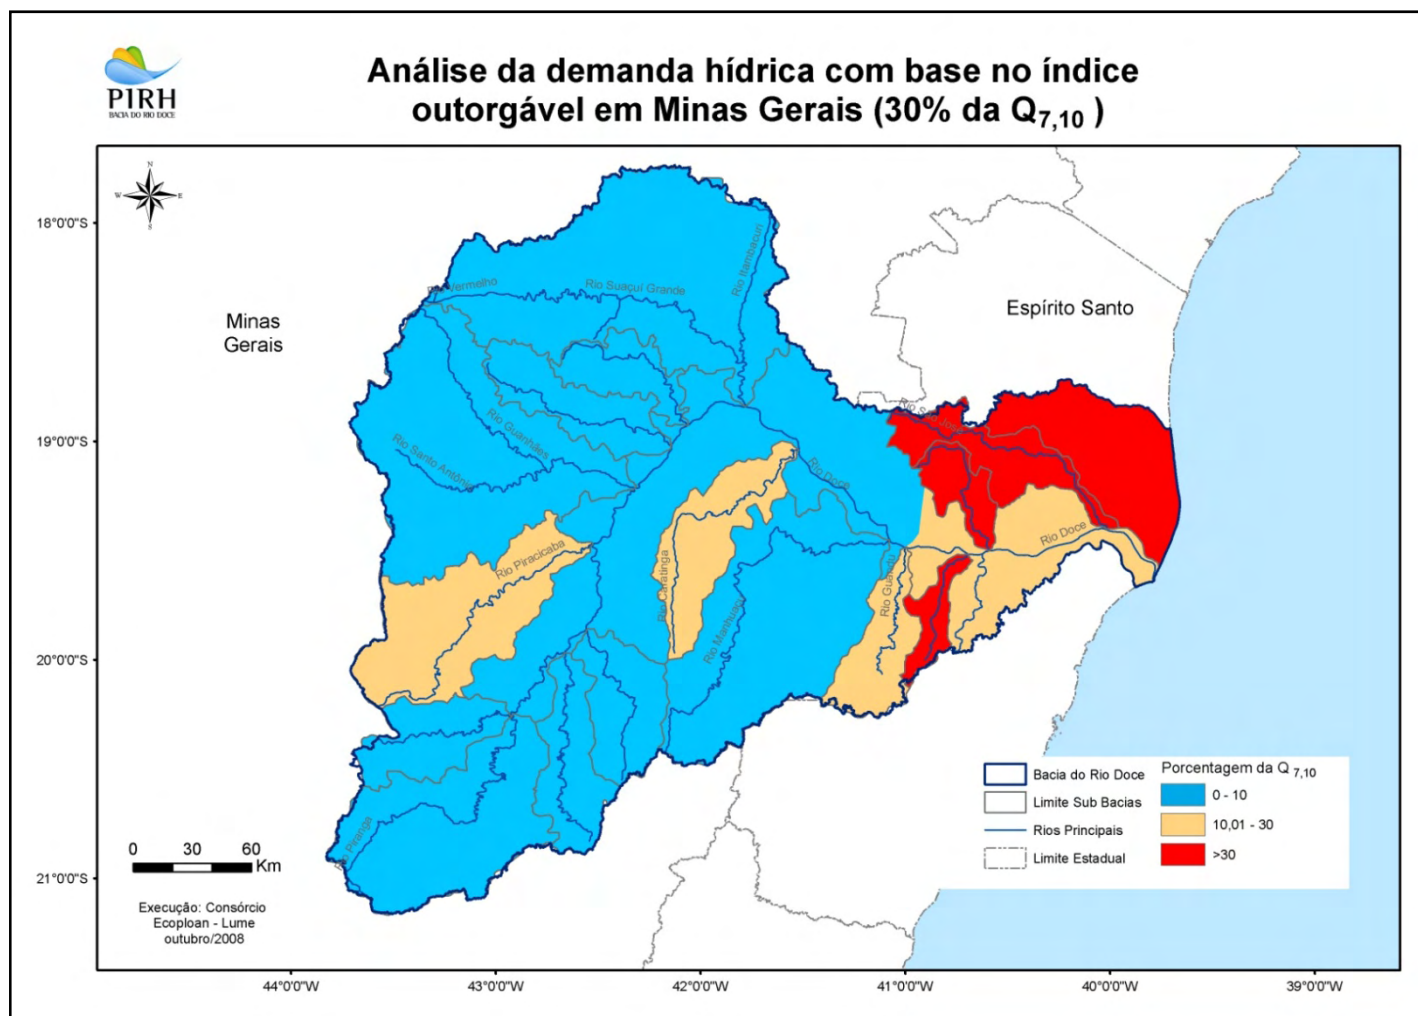 PIRH
BACIA DO RIO DOCE
Análise da demanda hídrica com base no índice
outorgável em Minas Gerais (30% da Q7,10 )
N
W
E
S
18°0'0"S
19°0'0"S
20°0'0"S
21°0'0"S
Minas
Gerais
Espírito Santo
Rio Vermelho
Rio Suaçuí Grande
Rio Itambacuri
Rio Guanhães
Rio Santo Antônio
Rio São José
Rio Doce
Rio Doce
Rio Piracicaba
Rio Caratinga
Rio Manhuaçu
Rio Guandu
Rio Piranga
0 30 60
Km
Execução: Consórcio
Ecoploan - Lume
outubro/2008
Bacia do Rio Doce
Limite Sub Bacias
Rios Principais
Limite Estadual
Porcentagem da Q 7,10
0 - 10
10,01 - 30
>30
44°0'0"W
43°0'0"W
42°0'0"W
41°0'0"W
40°0'0"W
39°0'0"W